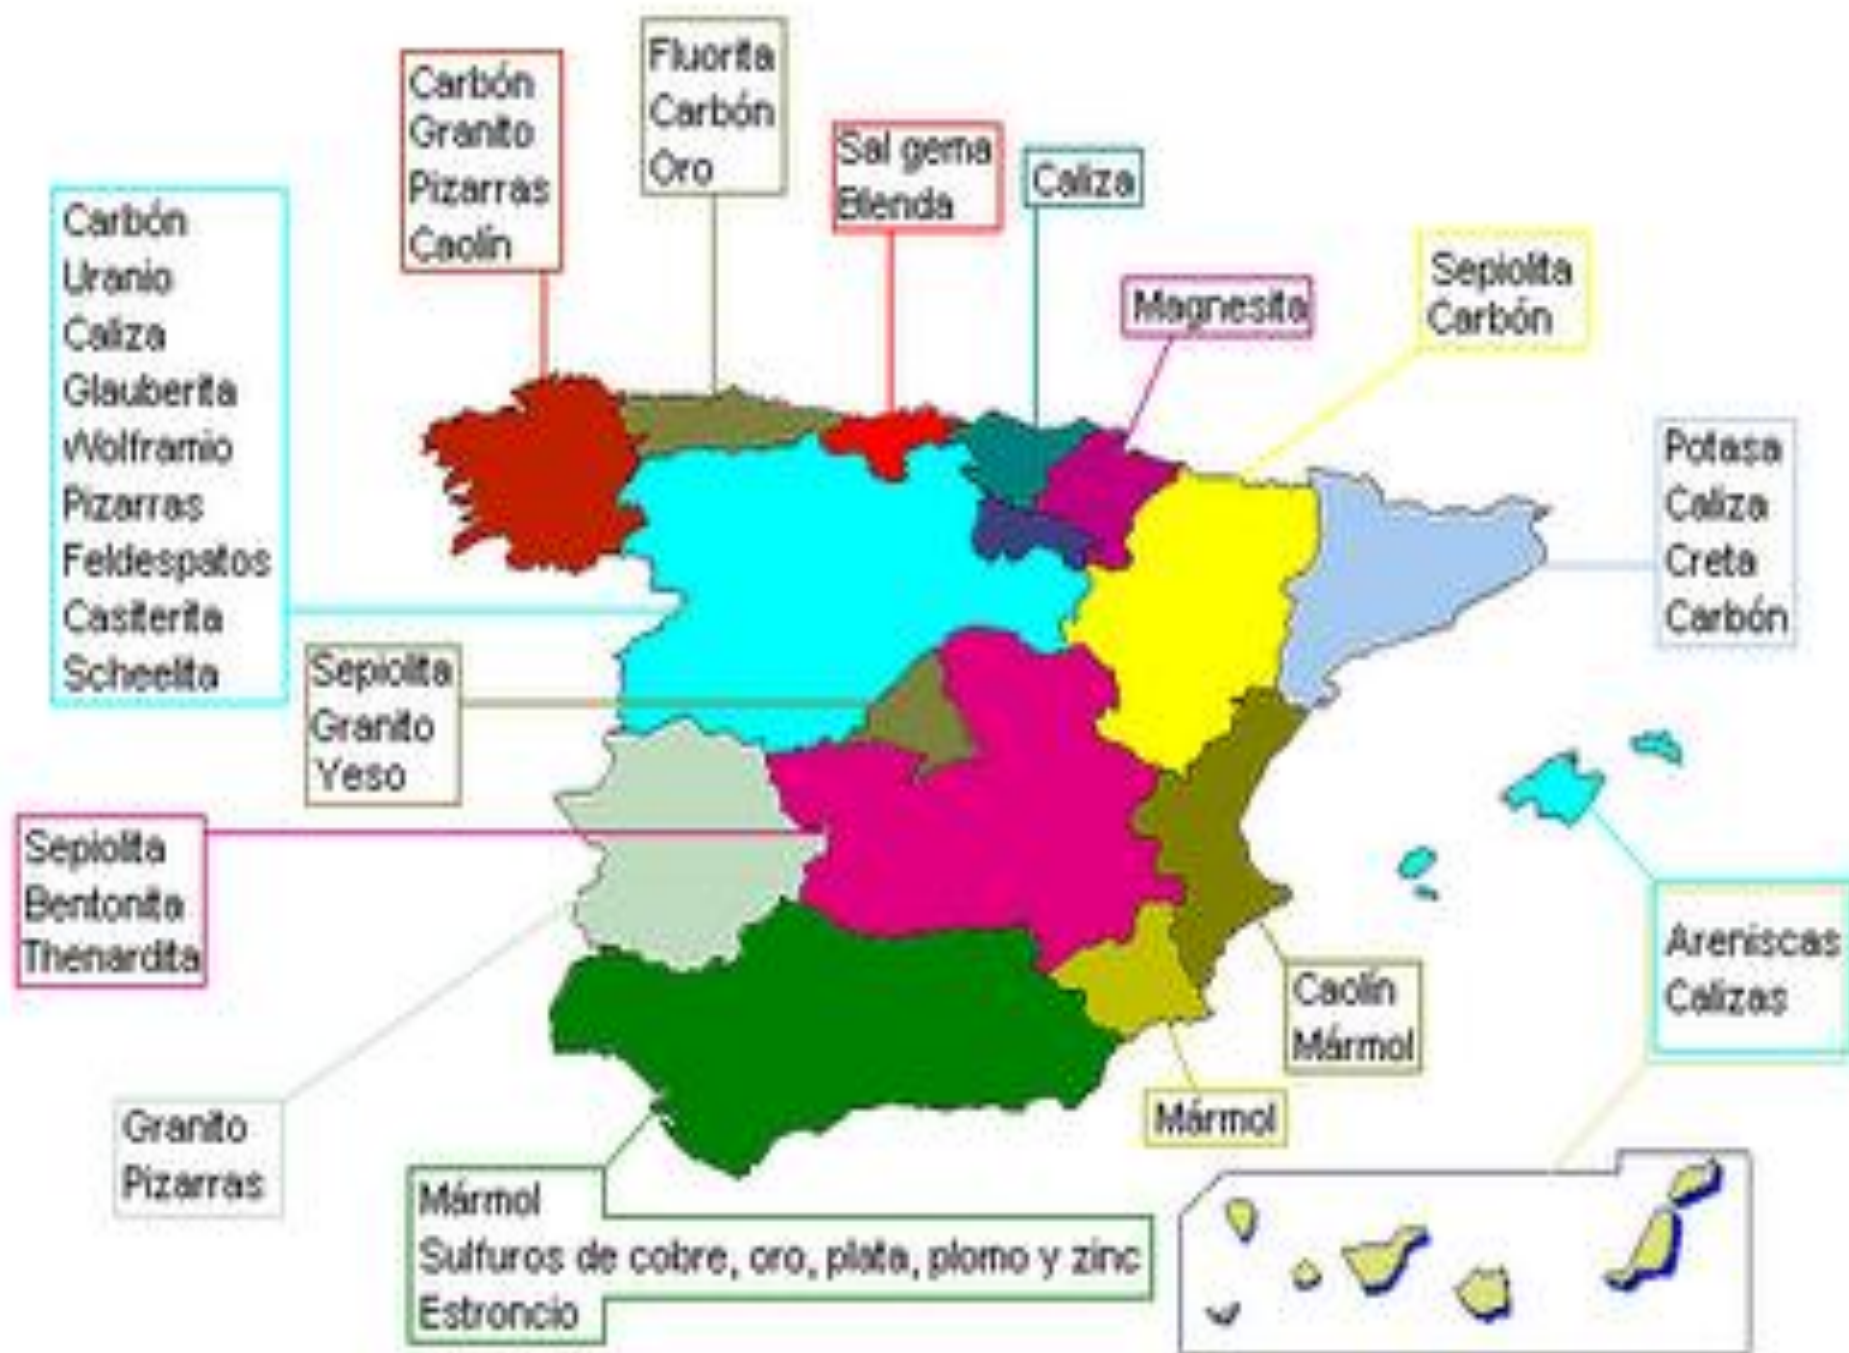 Carbón
Granito
Pizarras
Caolín
Fluorita
Carbón
Oro
Sal gema
Blenda
Caliza
Magnesita
Sepiolita
Carbón
Carbón
Uranio
Caliza
Glauberita
Wolframio
Pizarras
Feldespatos
Casiterita
Scheelita
Potasa
Caliza
Creta
Carbón
Sepiolita
Granito
Yeso
Sepiolita
Bentonita
Thenardita
Areniscas
Calizas
Caolín
Mármol
Mármol
Granito
Pizarras
Mármol
Sulfuros de cobre, oro, plata, plomo y zinc
Estroncio